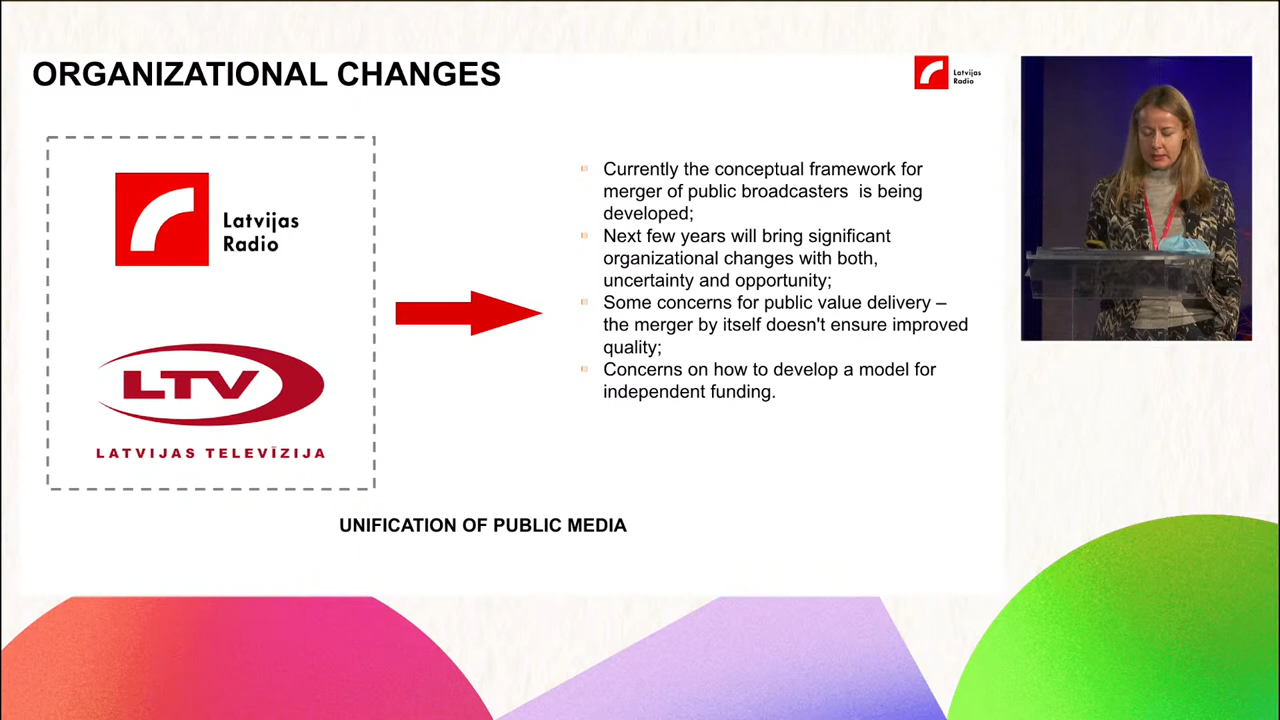 ORGANIZATIONAL CHANGES
Latvijas
Radio
Latvijas
Radio
LTV
LATVIJAS TELEVĪZIJA
Currently the conceptual framework for
merger of public broadcasters is being
developed;
Next few years will bring significant
organizational changes with both,
uncertainty and opportunity;
Some concerns for public value delivery –
the merger by itself doesn't ensure improved
quality;
Concerns on how to develop a model for
independent funding.
UNIFICATION OF PUBLIC MEDIA